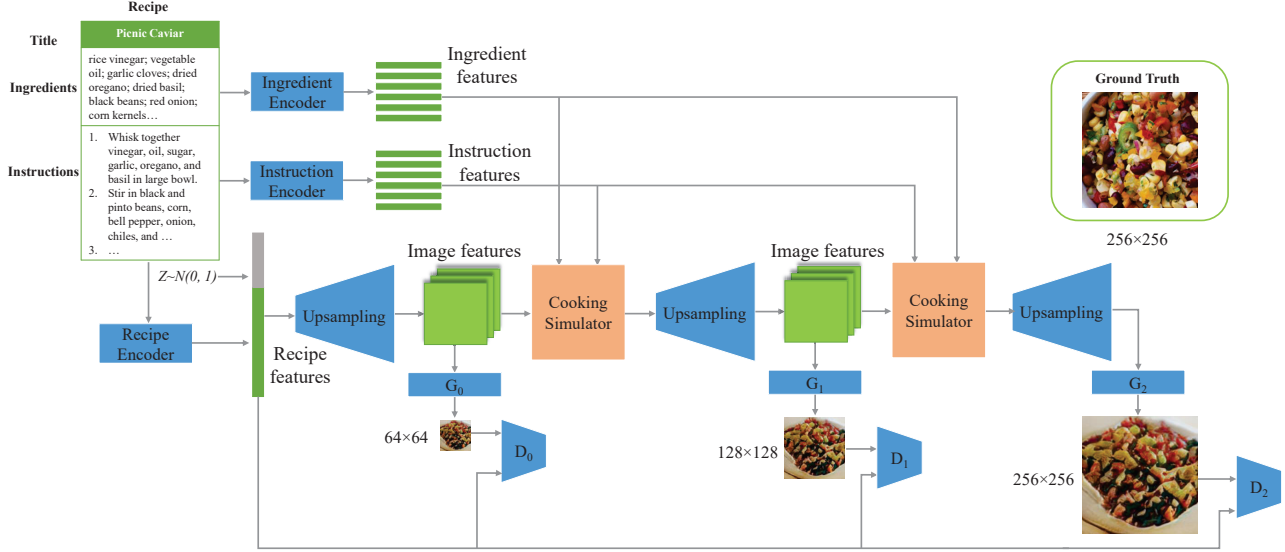 Recipe
Title
Picnic Caviar
Ingredients
rice vinegar; vegetable
oil; garlic cloves; dried
oregano; dried basil;
black beans; red onion;
corn kernels…
Instructions
1. Whisk together
vinegar, oil, sugar,
garlic, oregano, and
basil in large bowl.
2. Stir in black and
pinto beans, corn,
bell pepper, onion,
chiles, and …
3. …
Ingredient
Encoder
Ingredient
features
Instruction
Encoder
Instruction
features
Ground Truth
256×256
Z~N(0, 1)
Recipe
Encoder
Recipe
features
Upsampling
Image features
Cooking
Simulator
Upsampling
Image features
Cooking
Simulator
Upsampling
G0
64×64
D0
G1
128×128
D1
G2
256×256
D2